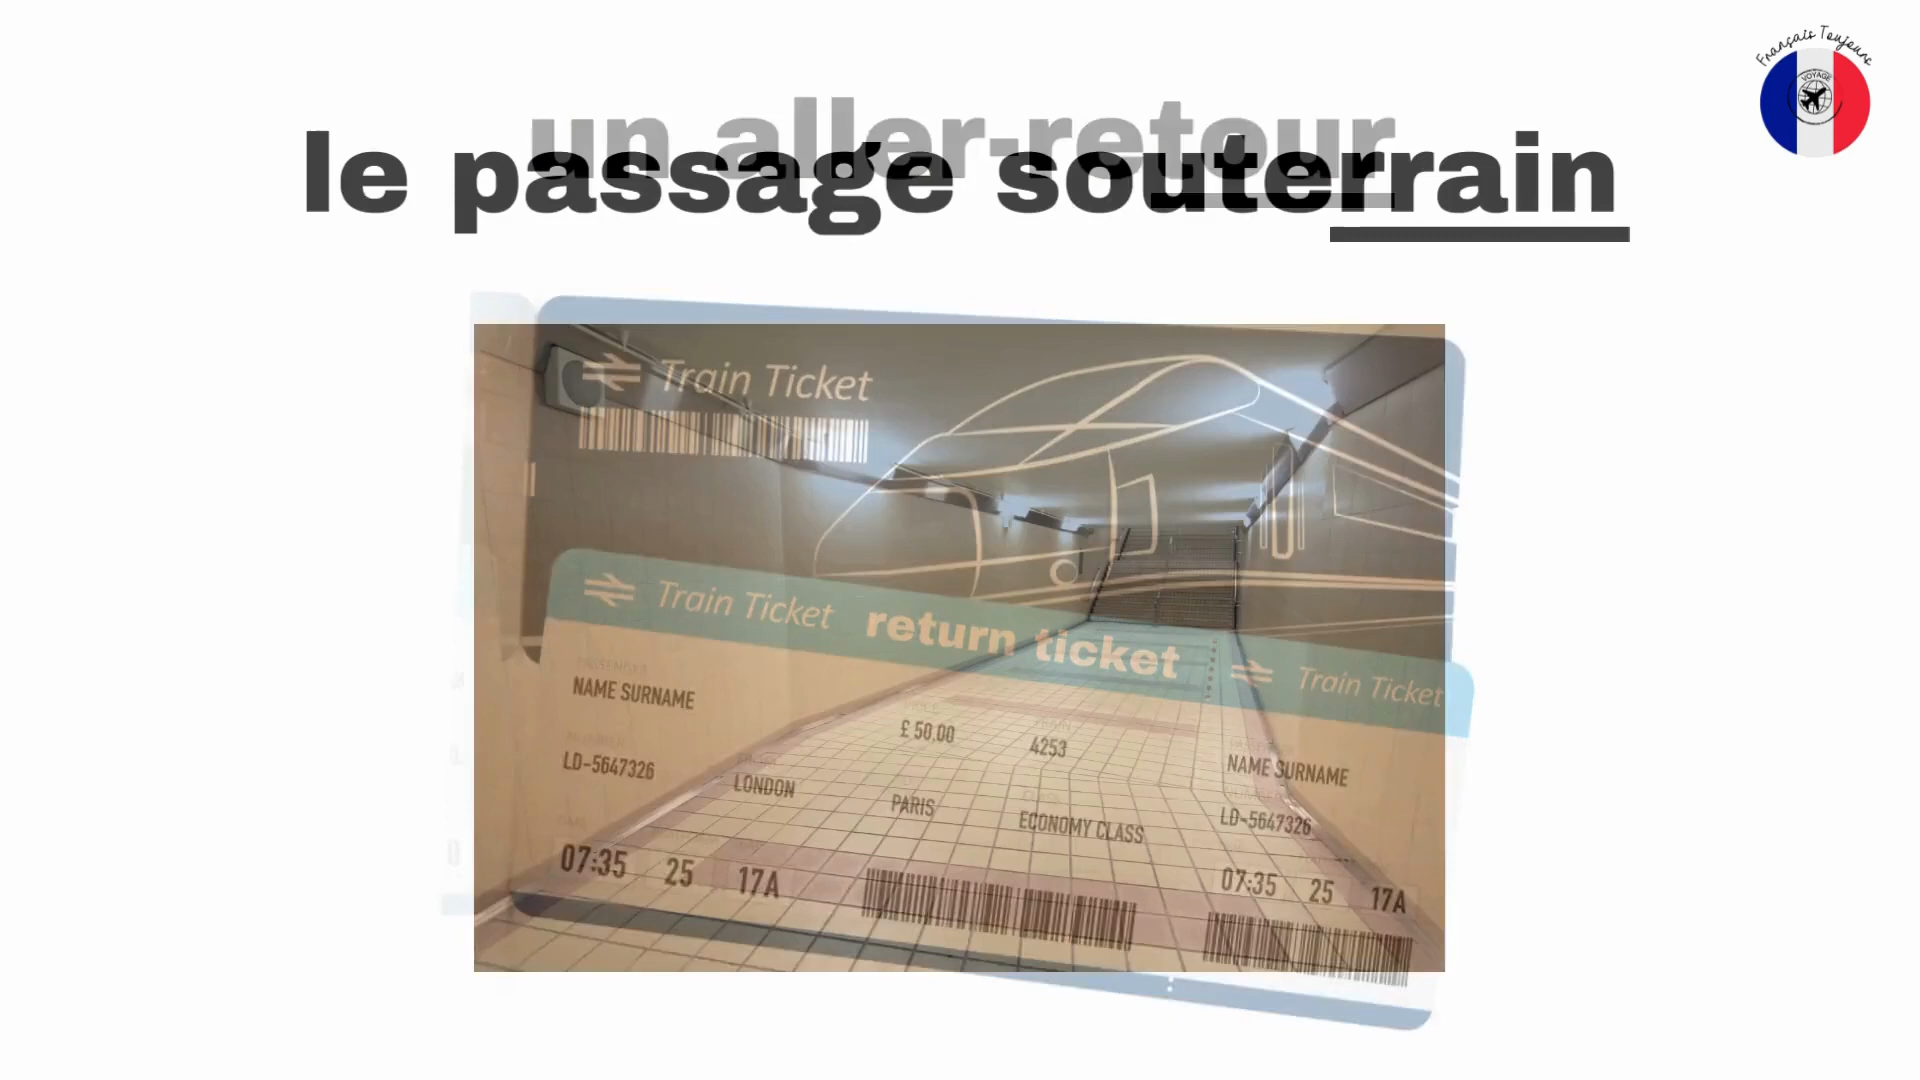 Français Toujours
VOYAGE
un aller-retour
le passage souterrain
Train Ticket
Train Ticket return ticket
Train Ticket
PASSENGER
NAME SURNAME
£ 50.00
4253
NAME SURNAME
LD-5647326
LONDON
PARIS
ECONOMY CLASS
LD-5647326
07:35 25 17A
07:35 25 17A